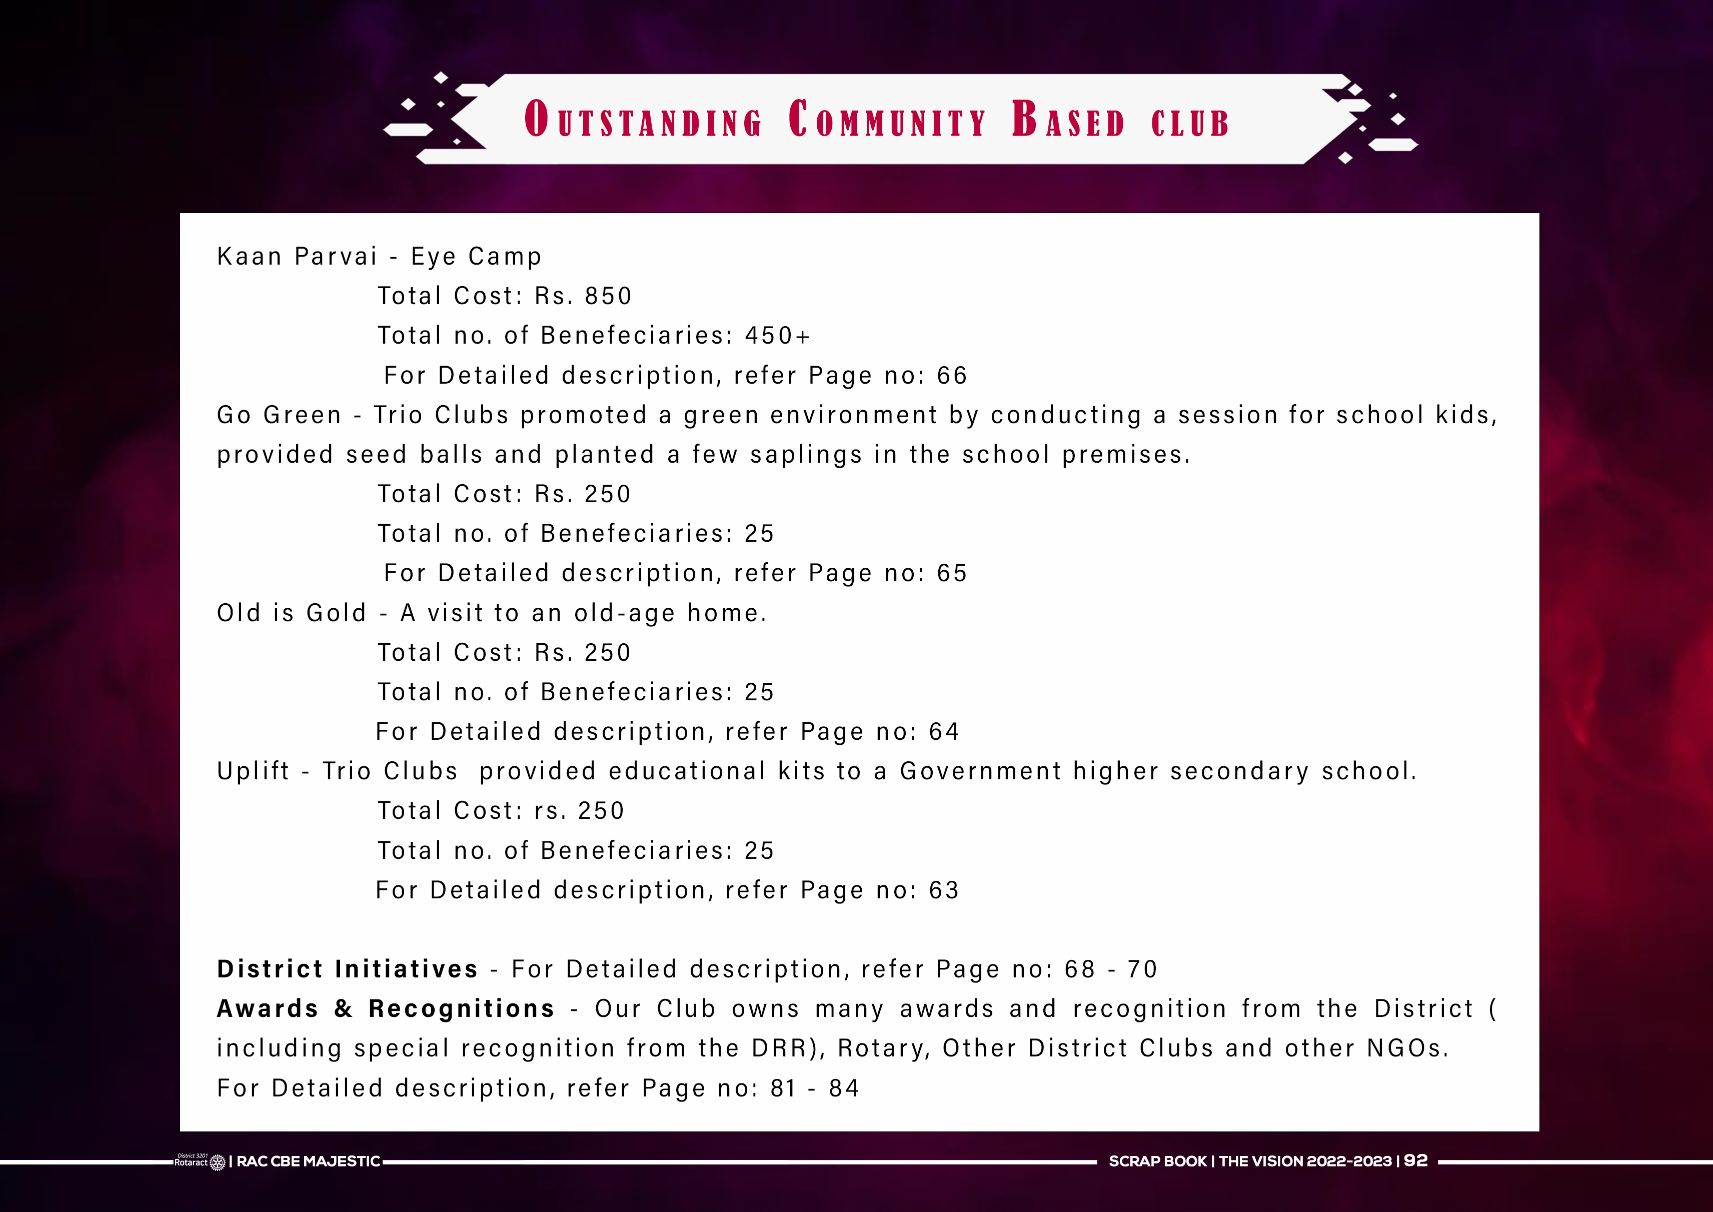 Outstanding Community Based club
Kaan Parvai - Eye Camp
Total Cost: Rs. 850
Total no. of Benefeciaries: 450+
For Detailed description, refer Page no: 66
Go Green - Trio Clubs promoted a green environment by conducting a session for school kids,
provided seed balls and planted a few saplings in the school premises.
Total Cost: Rs. 250
Total no. of Benefeciaries: 25
For Detailed description, refer Page no: 65
Old is Gold - A visit to an old-age home.
Total Cost: Rs. 250
Total no. of Benefeciaries: 25
For Detailed description, refer Page no: 64
Uplift - Trio Clubs  provided educational kits to a Government higher secondary school.
Total Cost: rs. 250
Total no. of Benefeciaries: 25
For Detailed description, refer Page no: 63
District Initiatives - For Detailed description, refer Page no: 68 - 70
Awards & Recognitions - Our Club owns many awards and recognition from the District (
including special recognition from the DRR), Rotary, Other District Clubs and other NGOs.
For Detailed description, refer Page no: 81 - 84
District 3201
Rotaract | RAC CBE MAJESTIC
SCRAP BOOK | THE VISION 2022-2023 | 92